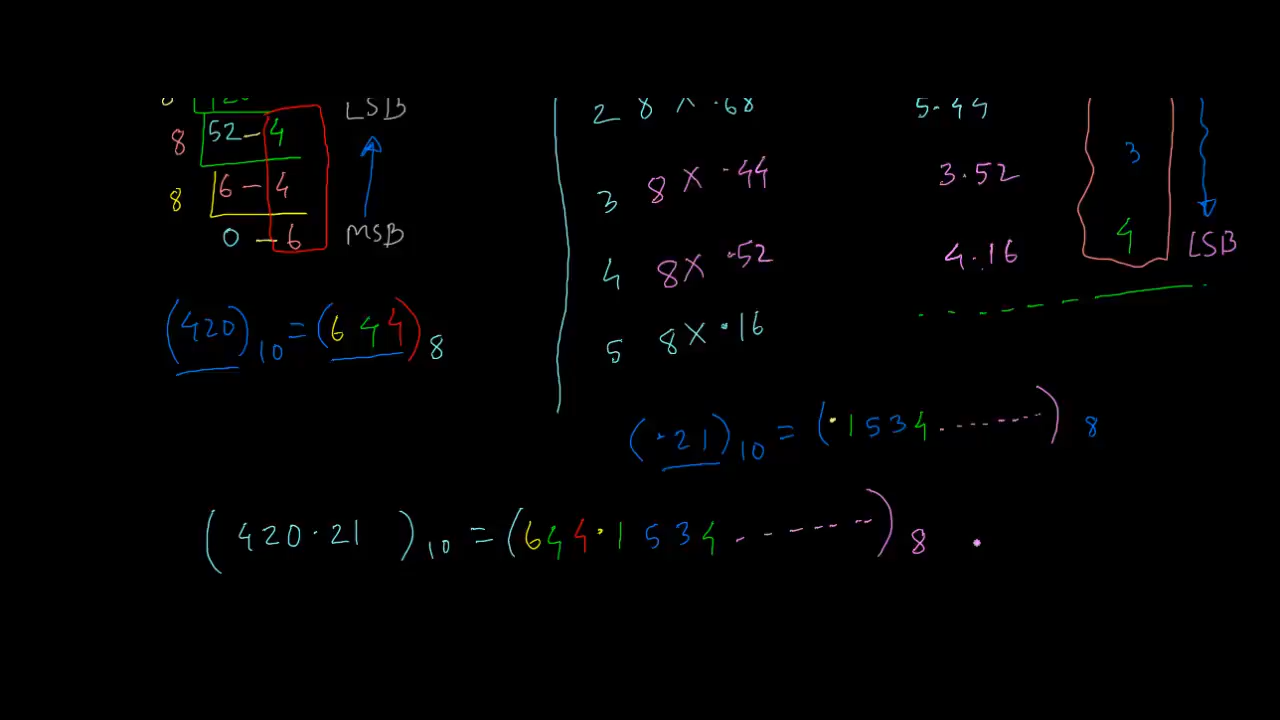 LSB
8 52 - 4
8 6 - 4
0 - 6 MSB
(420)10 = (644)8
2 8 × .68 5.44
3 8 × .44 3.52 3
4 8 × .52 4.16 4 LSB
5 8 × .16
(.21)10 = (.1534.........)8
(420.21)10 = (644.1534-------)8